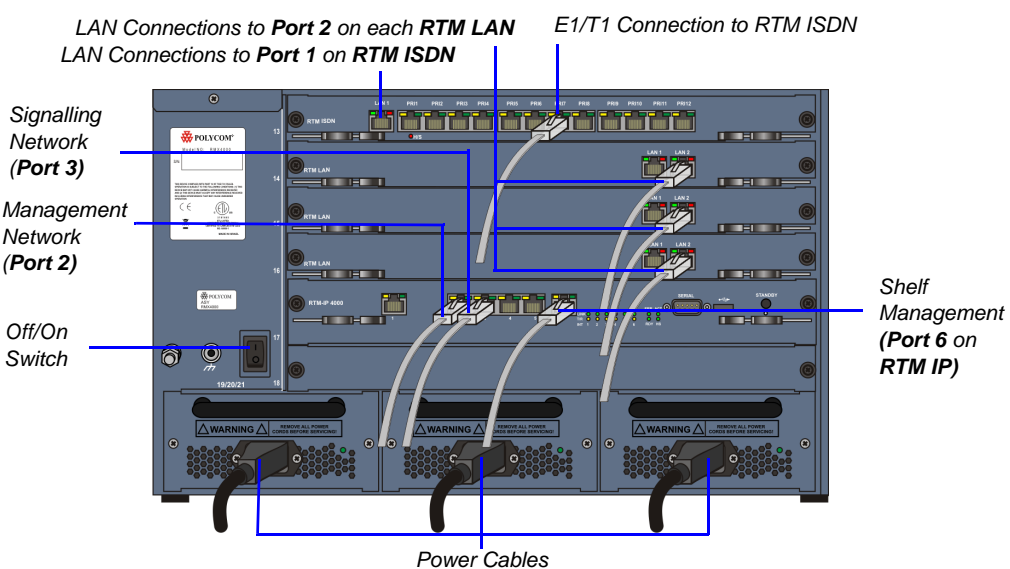 LAN Connections to Port 2 on each RTM LAN
E1/T1 Connection to RTM ISDN
LAN Connections to Port 1 on RTM ISDN
Signalling
Network
(Port 3)
Management
Network
(Port 2)
Off/On
Switch
Shelf
Management
(Port 6 on
RTM IP)
Power Cables
POLYCOM
RTM ISDN
LAN 1
PRI1
PRI2
PRI3
PRI4
PRI5
PRI6
PRI7
PRI8
PRI9
PRI10
PRI11
PRI12
H/S
13
RTM LAN
LAN 1
LAN 2
14
RTM LAN
LAN 1
LAN 2
15
RTM LAN
LAN 1
LAN 2
16
RTM-IP 4000
SERIAL
STANDBY
POLYCOM
RMX4000
17
18
19/20/21
WARNING
REMOVE ALL POWER
CORDS BEFORE SERVICING!
WARNING
REMOVE ALL POWER
CORDS BEFORE SERVICING!
WARNING
REMOVE ALL POWER
CORDS BEFORE SERVICING!